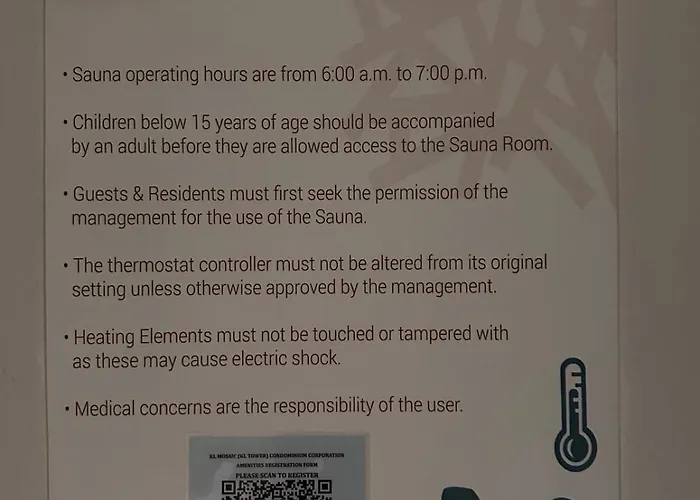 • Sauna operating hours are from 6:00 a.m. to 7:00 p.m.
• Children below 15 years of age should be accompanied
by an adult before they are allowed access to the Sauna Room.
• Guests & Residents must first seek the permission of the
management for the use of the Sauna.
• The thermostat controller must not be altered from its original
setting unless otherwise approved by the management.
• Heating Elements must not be touched or tampered with
as these may cause electric shock.
• Medical concerns are the responsibility of the user.
KL MOSAIC (KL TOWER) CONDOMINIUM CORPORATION
AMENITIES REGISTRATION FORM
PLEASE SCAN TO REGISTER